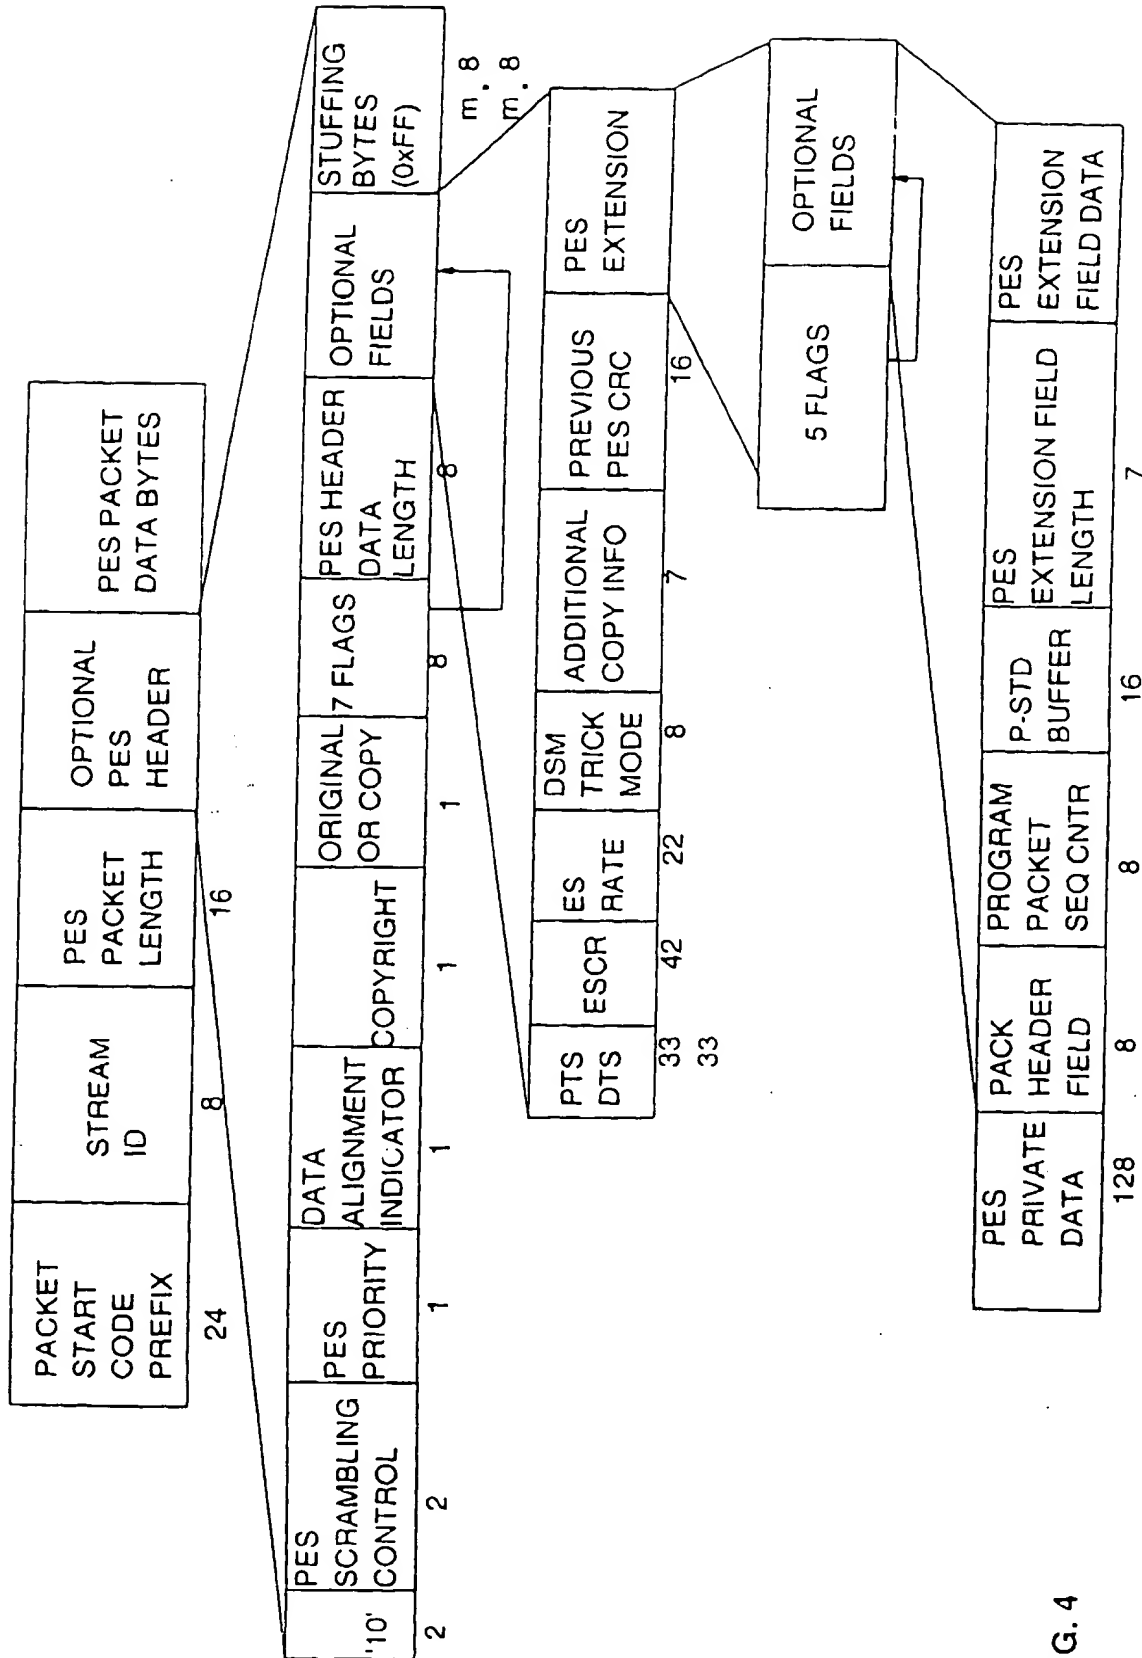 PACKET
START
CODE
PREFIX
24
STREAM
ID
8
PES
PACKET
LENGTH
16
OPTIONAL
PES
HEADER
PES PACKET
DATA BYTES
'10'
2
PES
SCRAMBLING
CONTROL
2
PES
PRIORITY
1
DATA
ALIGNMENT
INDICATOR
1
COPYRIGHT
1
ORIGINAL
OR COPY
1
7 FLAGS
8
PES HEADER
DATA
LENGTH
8
OPTIONAL
FIELDS
STUFFING
BYTES
(0xFF)
m . 8
m . 8
PTS
DTS
33
33
ESCR
42
ES
RATE
22
DSM
TRICK
MODE
8
ADDITIONAL
COPY INFO
7
PREVIOUS
PES CRC
16
PES
EXTENSION
5 FLAGS
OPTIONAL
FIELDS
PES
PRIVATE
DATA
128
PACK
HEADER
FIELD
8
PROGRAM
PACKET
SEQ CNTR
8
P-STD
BUFFER
16
PES
EXTENSION FIELD
LENGTH
7
PES
EXTENSION
FIELD DATA
G. 4